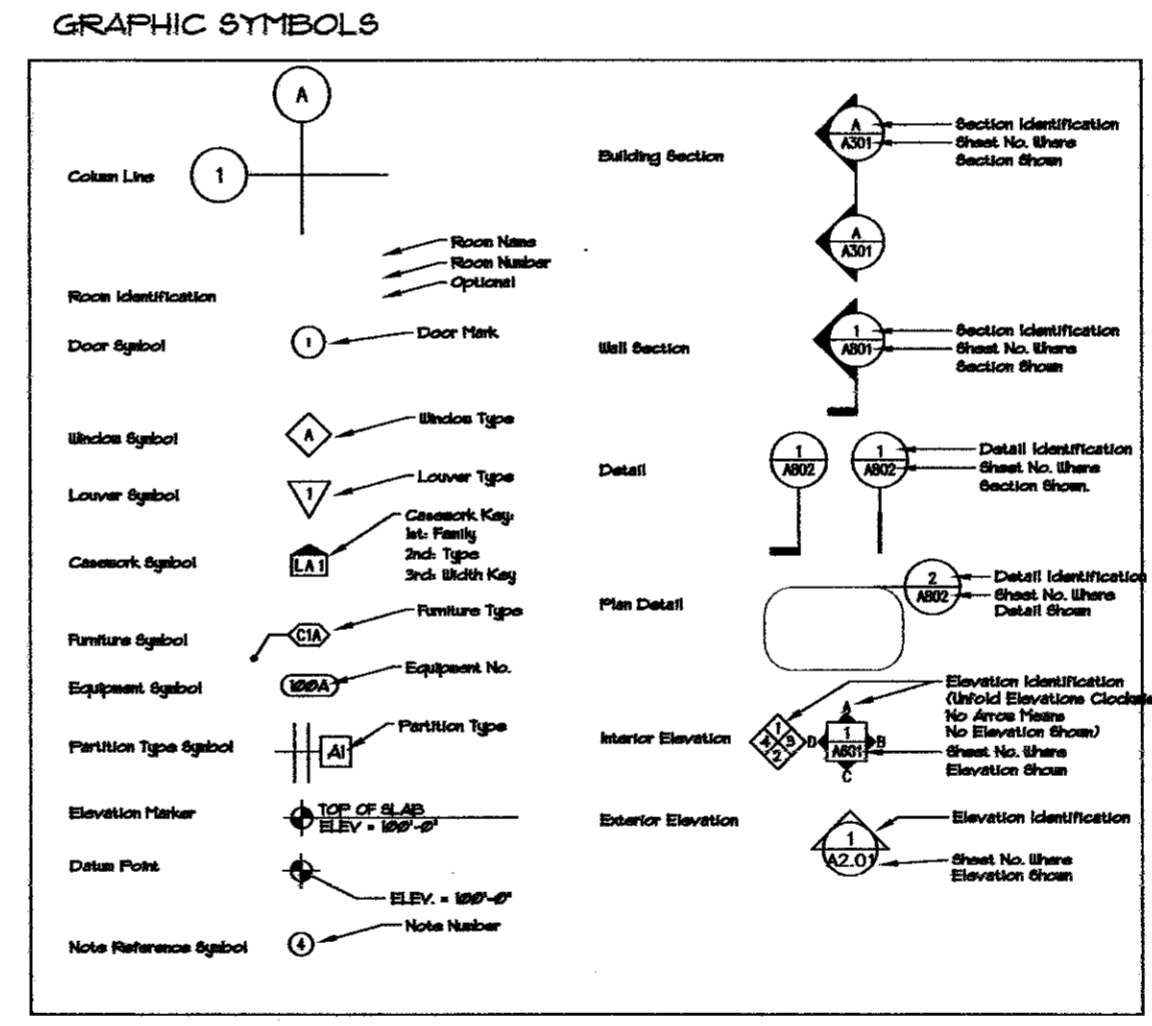 GRAPHIC SYMBOLS
A
1
Column Line
Room Name
Room Number
Optional
Room Identification
Door Symbol
1
Door Mark
Window Symbol
A
Window Type
Louver Symbol
1
Louver Type
Casework Symbol
LA1
Casework Key:
1st: Family
2nd: Type
3rd: Width Key
Furniture Symbol
C1A
Furniture Type
Equipment Symbol
100A
Equipment No.
Partition Type Symbol
A1
Partition Type
Elevation Marker
TOP OF SLAB
ELEV = 100'-0"
Datum Point
ELEV. = 100'-0"
Note Reference Symbol
4
Note Number
Building Section
A
A301
Section Identification
Sheet No. Where
Section Shown
A
A301
Wall Section
1
A801
Section Identification
Sheet No. Where
Section Shown
Detail
1
A802
1
A802
Detail Identification
Sheet No. Where
Section Shown.
Plan Detail
2
A802
Detail Identification
Sheet No. Where
Detail Shown
Interior Elevation
1
4 3
2
A
D B
C
1
A601
Elevation Identification
(Unfold Elevations Clockwise
No Arrow Means
No Elevation Shown)
Sheet No. Where
Elevation Shown
Exterior Elevation
1
A2.01
Elevation Identification
Sheet No. Where
Elevation Shown